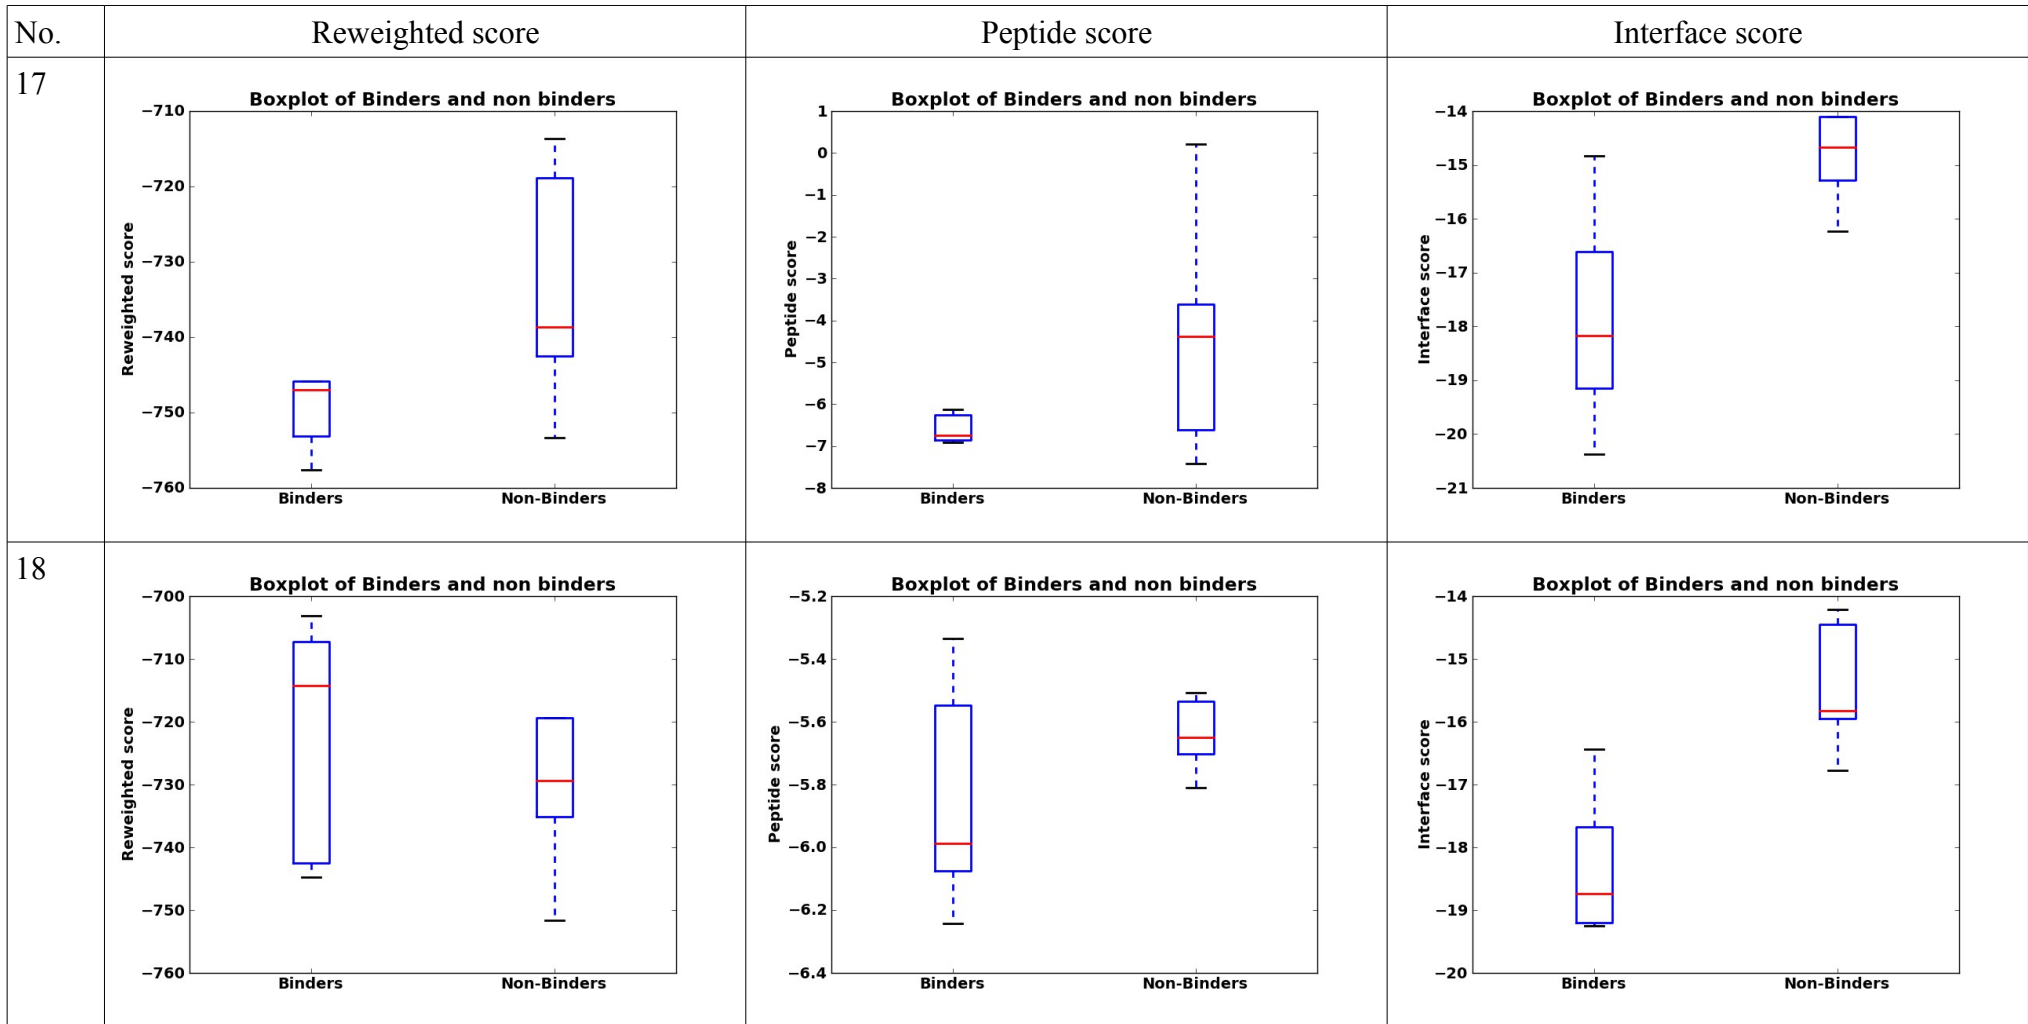 No. Reweighted score Peptide score Interface score
17
Boxplot of Binders and non binders
Reweighted score
−710
−720
−730
−740
−750
−760
Binders Non-Binders
Boxplot of Binders and non binders
Peptide score
1
0
−1
−2
−3
−4
−5
−6
−7
−8
Binders Non-Binders
Boxplot of Binders and non binders
Interface score
−14
−15
−16
−17
−18
−19
−20
−21
Binders Non-Binders
18
Boxplot of Binders and non binders
Reweighted score
−700
−710
−720
−730
−740
−750
−760
Binders Non-Binders
Boxplot of Binders and non binders
Peptide score
−5.2
−5.4
−5.6
−5.8
−6.0
−6.2
−6.4
Binders Non-Binders
Boxplot of Binders and non binders
Interface score
−14
−15
−16
−17
−18
−19
−20
Binders Non-Binders